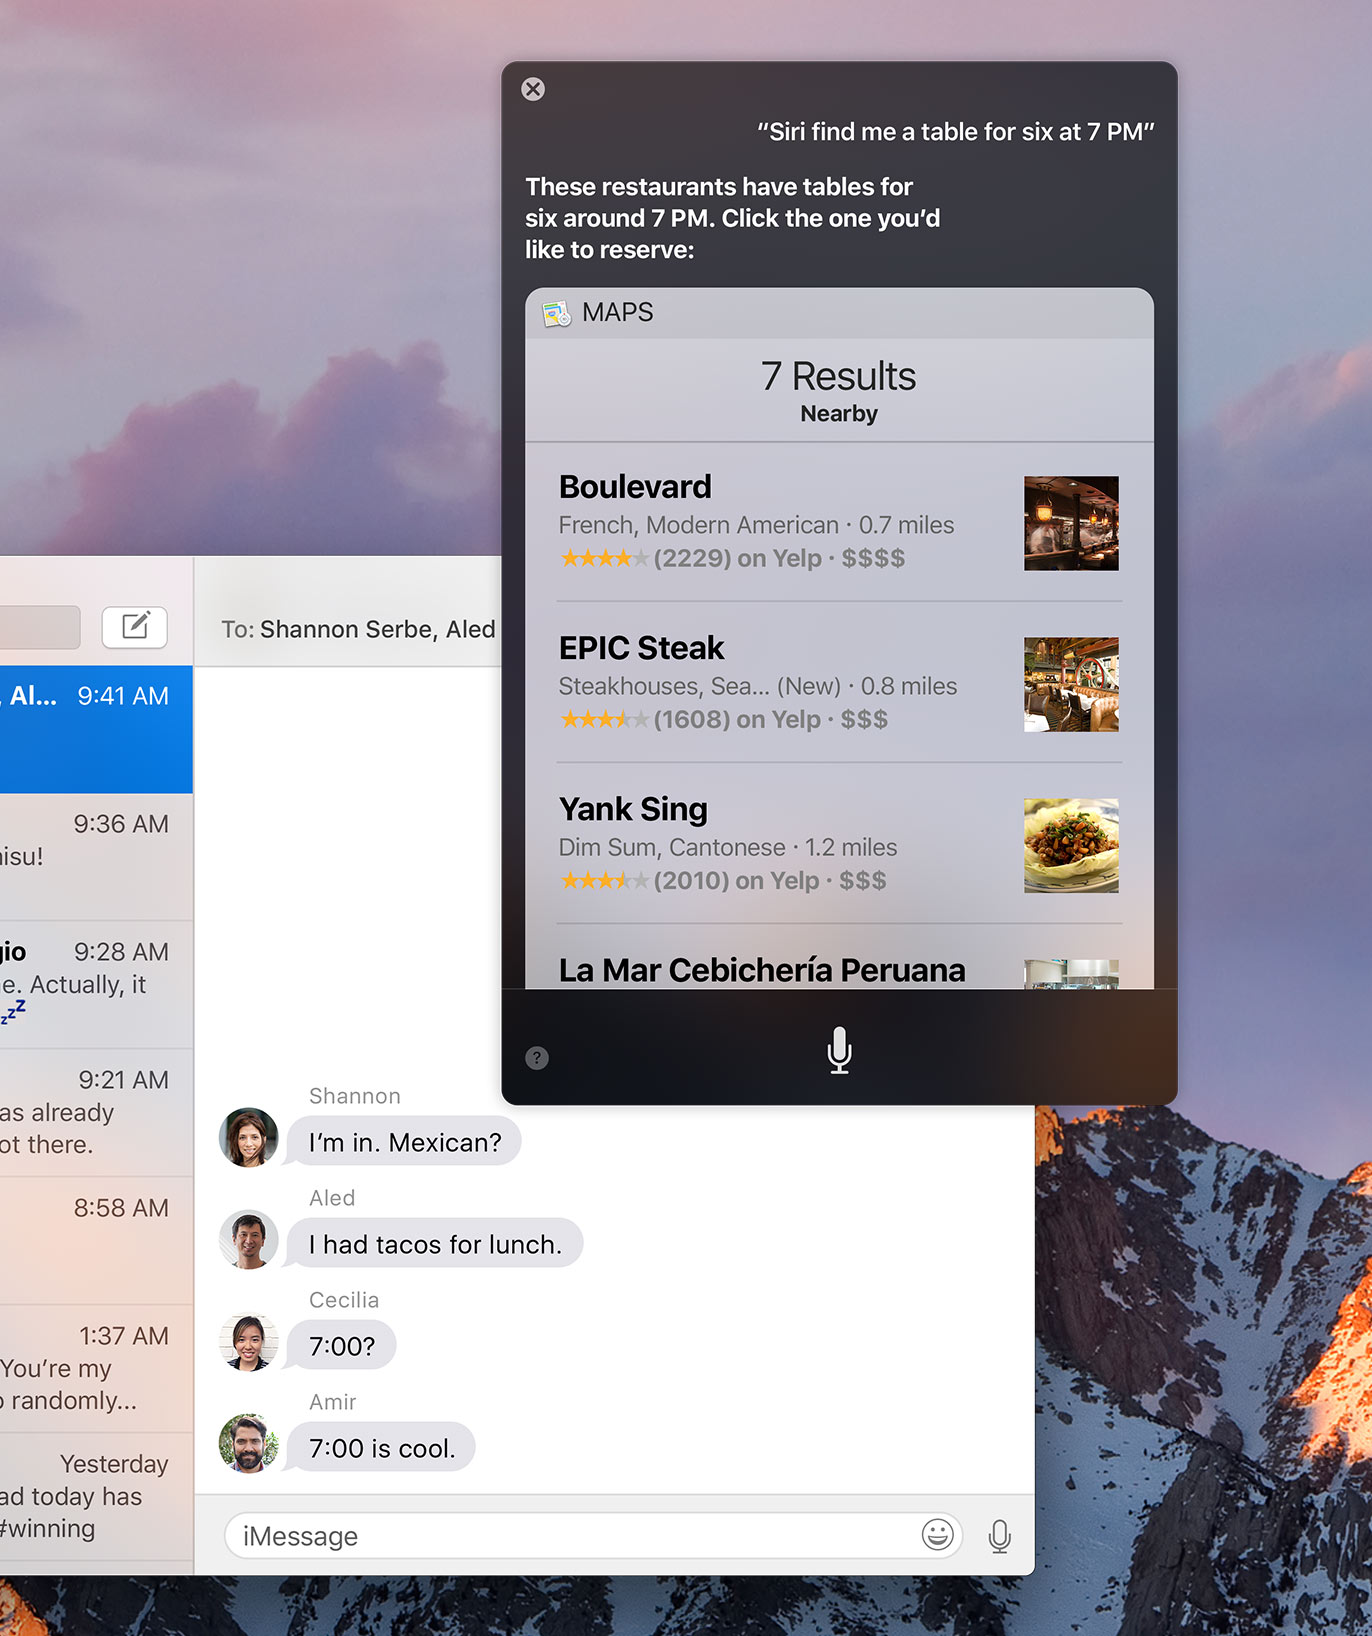 “Siri find me a table for six at 7 PM”
These restaurants have tables for
six around 7 PM. Click the one you’d
like to reserve:
MAPS
7 Results
Nearby
Boulevard
French, Modern American · 0.7 miles
(2229) on Yelp · $$$$
EPIC Steak
Steakhouses, Sea... (New) · 0.8 miles
(1608) on Yelp · $$$
Yank Sing
Dim Sum, Cantonese · 1.2 miles
(2010) on Yelp · $$$
La Mar Cebichería Peruana
?
To: Shannon Serbe, Aled
, Al... 9:41 AM
9:36 AM
isu!
gio 9:28 AM
e. Actually, it
zzZ
9:21 AM
as already
ot there.
8:58 AM
1:37 AM
You’re my
randomly...
Yesterday
ad today has
#winning
Shannon
I’m in. Mexican?
Aled
I had tacos for lunch.
Cecilia
7:00?
Amir
7:00 is cool.
iMessage